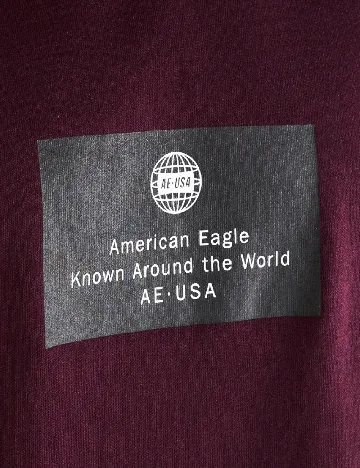 AE·USA
American Eagle
Known Around the World
AE·USA